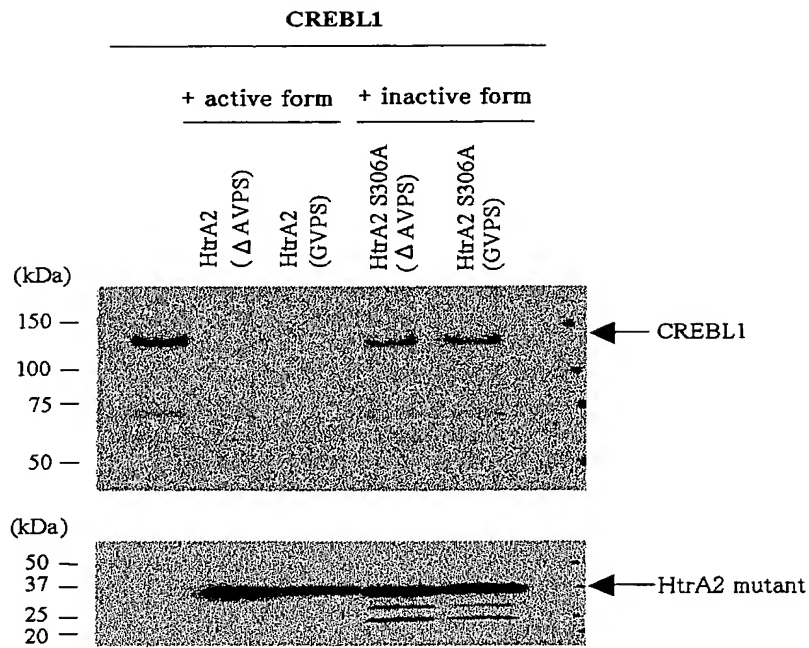 CREBL1
+ active form
+ inactive form
HtrA2
(Δ AVPS)
HtrA2
(GVPS)
HtrA2 S306A
(Δ AVPS)
HtrA2 S306A
(GVPS)
(kDa)
150
100
75
50
CREBL1
(kDa)
50
37
25
20
HtrA2 mutant